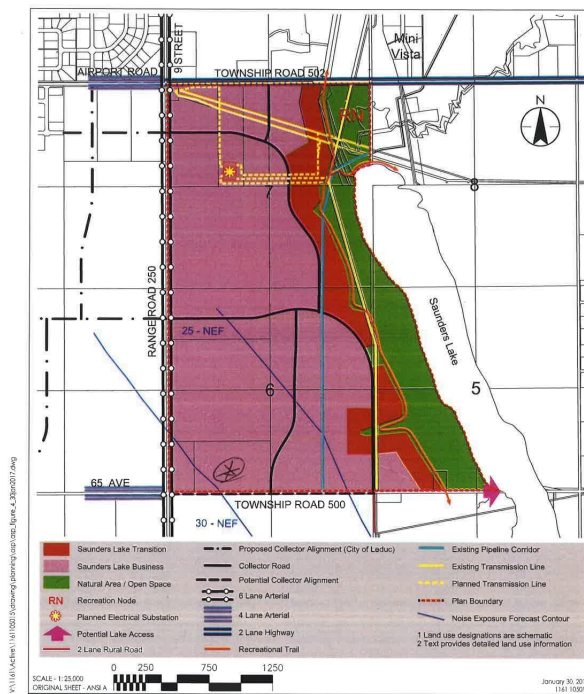 Mini
Vista
9 STREET
AIRPORT ROAD
TOWNSHIP ROAD 502
RN
N
7
8
RANGE ROAD 250
25 - NEF
Saunders Lake
6
5
65 AVE
TOWNSHIP ROAD 500
30 - NEF
Saunders Lake Transition
Saunders Lake Business
Natural Area / Open Space
RN Recreation Node
Planned Electrical Substation
Potential Lake Access
2 Lane Rural Road
Proposed Collector Alignment (City of Leduc)
Collector Road
Potential Collector Alignment
6 Lane Arterial
4 Lane Arterial
2 Lane Highway
Recreational Trail
Existing Pipeline Corridor
Existing Transmission Line
Planned Transmission Line
Plan Boundary
Noise Exposure Forecast Contour
1 Land use designations are schematic
2 Text provides detailed land use information
SCALE - 1: 25,000
ORIGINAL SHEET - ANSI A
0 250 500 750 1250
January 30, 20